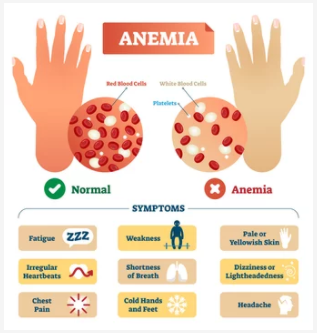 ANEMIA
Red Blood Cells
White Blood Cells
Platelets
Normal
Anemia
SYMPTOMS
Fatigue
ZZZ
Weakness
Pale or
Yellowish Skin
Irregular
Heartbeats
Shortness
of Breath
Dizziness or
Lightheadedness
Chest
Pain
Cold Hands
and Feet
Headache